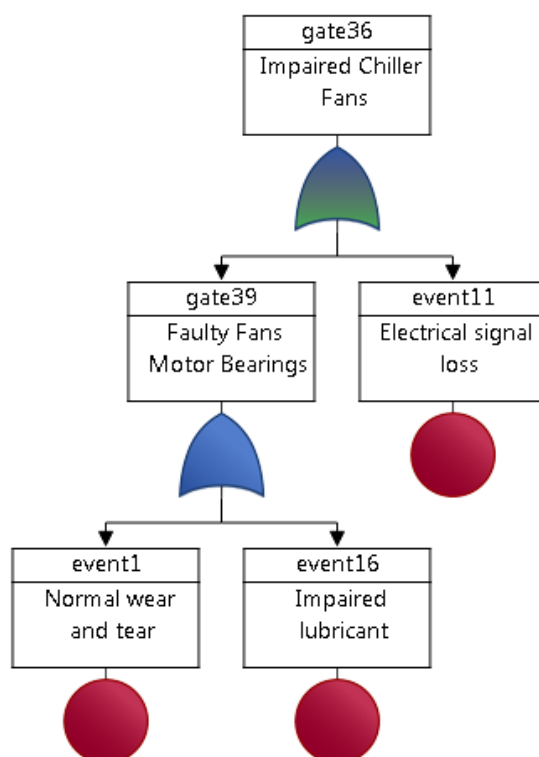 gate36
Impaired Chiller
Fans
gate39
Faulty Fans
Motor Bearings
event11
Electrical signal
loss
event1
Normal wear
and tear
event16
Impaired
lubricant